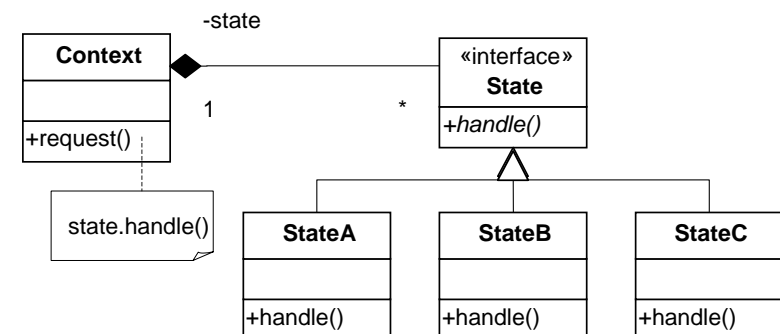 -state
Context
«interface»
State
1
*
+request()
+handle()
state.handle()
StateA
StateB
StateC
+handle()
+handle()
+handle()